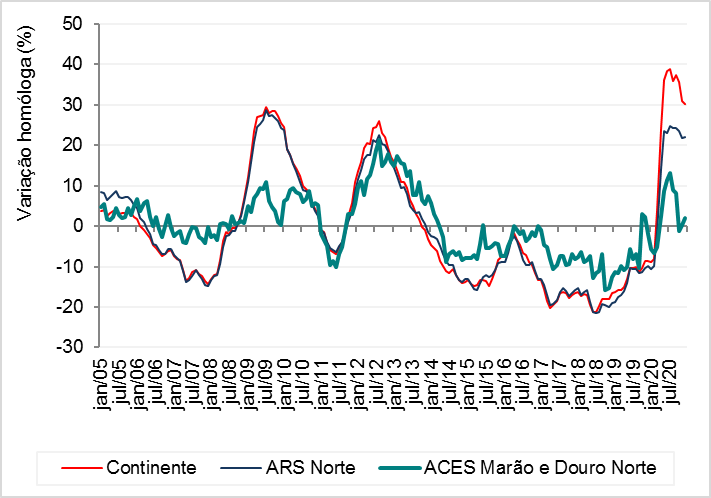 Variação homóloga (%)
50
40
30
20
10
0
-10
-20
-30
jan/05
jul/05
jan/06
jul/06
jan/07
jul/07
jan/08
jul/08
jan/09
jul/09
jan/10
jul/10
jan/11
jul/11
jan/12
jul/12
jan/13
jul/13
jan/14
jul/14
jan/15
jul/15
jan/16
jul/16
jan/17
jul/17
jan/18
jul/18
jan/19
jul/19
jan/20
jul/20
Continente ARS Norte ACES Marão e Douro Norte